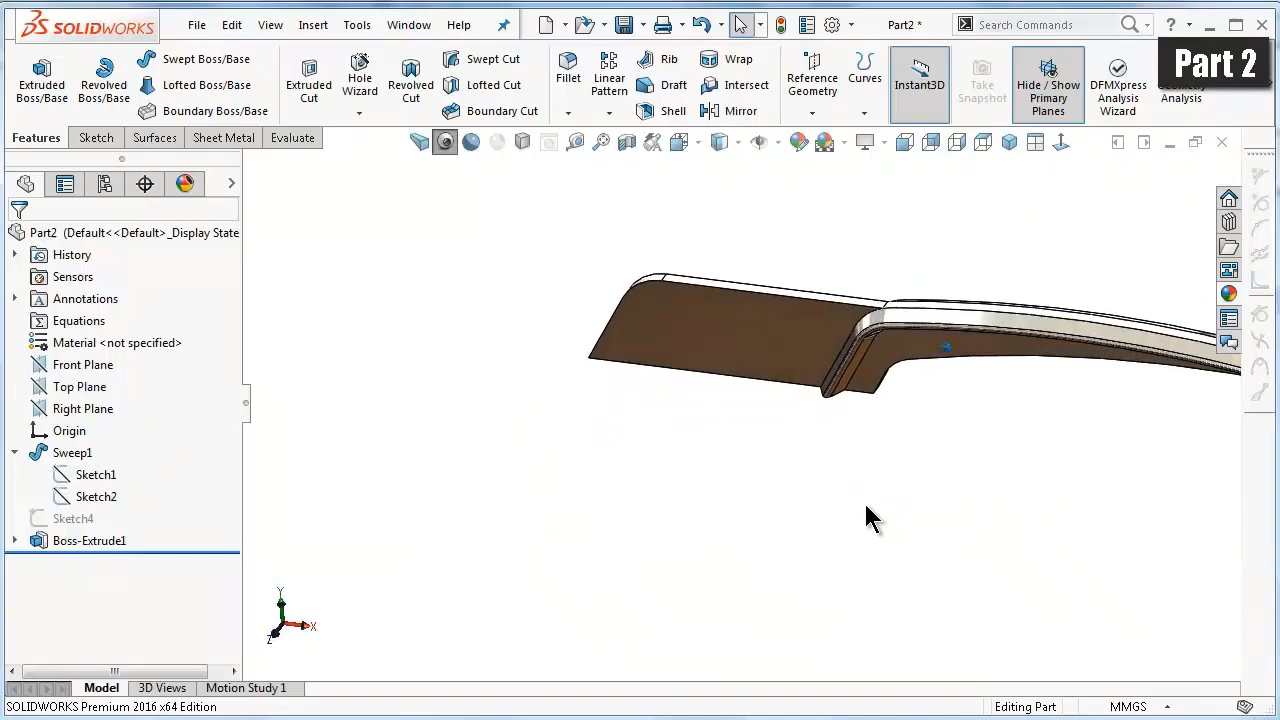 SOLIDWORKS
File
Edit
View
Insert
Tools
Window
Help
Part2 *
Search Commands
?
Part 2
Extruded Boss/Base
Revolved Boss/Base
Swept Boss/Base
Lofted Boss/Base
Boundary Boss/Base
Extruded Cut
Hole Wizard
Revolved Cut
Swept Cut
Lofted Cut
Boundary Cut
Fillet
Linear Pattern
Rib
Draft
Shell
Wrap
Intersect
Mirror
Reference Geometry
Curves
Instant3D
Take Snapshot
Hide / Show Primary Planes
DFMXpress Analysis Wizard
Analysis
Features
Sketch
Surfaces
Sheet Metal
Evaluate
Part2 (Default<<Default>_Display State
History
Sensors
Annotations
Equations
Material <not specified>
Front Plane
Top Plane
Right Plane
Origin
Sweep1
Sketch1
Sketch2
Sketch4
Boss-Extrude1
Y
X
Z
Model
3D Views
Motion Study 1
SOLIDWORKS Premium 2016 x64 Edition
Editing Part
MMGS